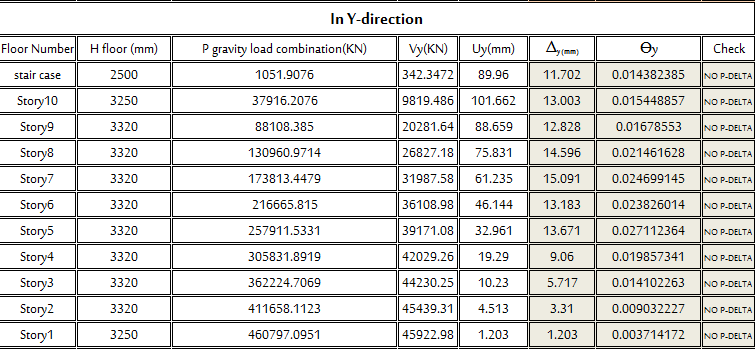 In Y-direction
Floor Number H floor (mm) P gravity load combination(KN) Vy(KN) Uy(mm) Δy(mm) Θy Check
stair case 2500 1051.9076 342.3472 89.96 11.702 0.014382385 NO P-DELTA
Story10 3250 37916.2076 9819.486 101.662 13.003 0.015448857 NO P-DELTA
Story9 3320 88108.385 20281.64 88.659 12.828 0.01678553 NO P-DELTA
Story8 3320 130960.9714 26827.18 75.831 14.596 0.021461628 NO P-DELTA
Story7 3320 173813.4479 31987.58 61.235 15.091 0.024699145 NO P-DELTA
Story6 3320 216665.815 36108.98 46.144 13.183 0.023826014 NO P-DELTA
Story5 3320 257911.5331 39171.08 32.961 13.671 0.027112364 NO P-DELTA
Story4 3320 305831.8919 42029.26 19.29 9.06 0.019857341 NO P-DELTA
Story3 3320 362224.7069 44230.25 10.23 5.717 0.014102263 NO P-DELTA
Story2 3320 411658.1123 45439.31 4.513 3.31 0.009032227 NO P-DELTA
Story1 3250 460797.0951 45922.98 1.203 1.203 0.003714172 NO P-DELTA